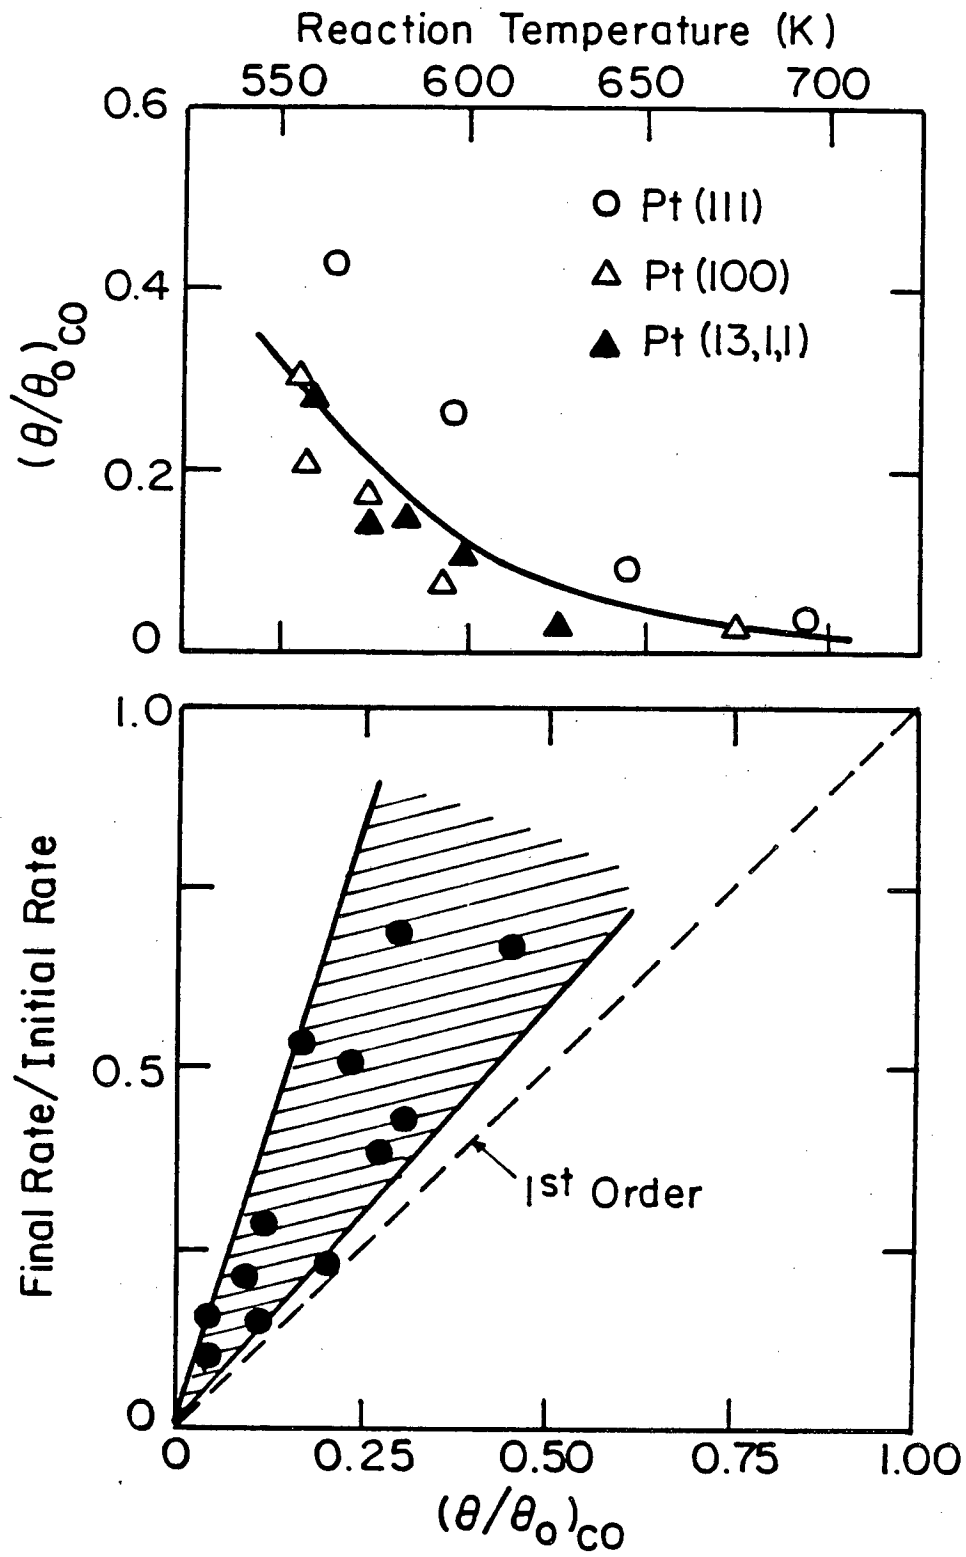 Reaction Temperature (K)
550 600 650 700
0.6
0.4
0.2
0
(θ/θ₀)CO
○ Pt (111)
△ Pt (100)
▲ Pt (13,1,1)
1.0
0.5
0
Final Rate/Initial Rate
1st Order
0 0.25 0.50 0.75 1.00
(θ/θ₀)CO